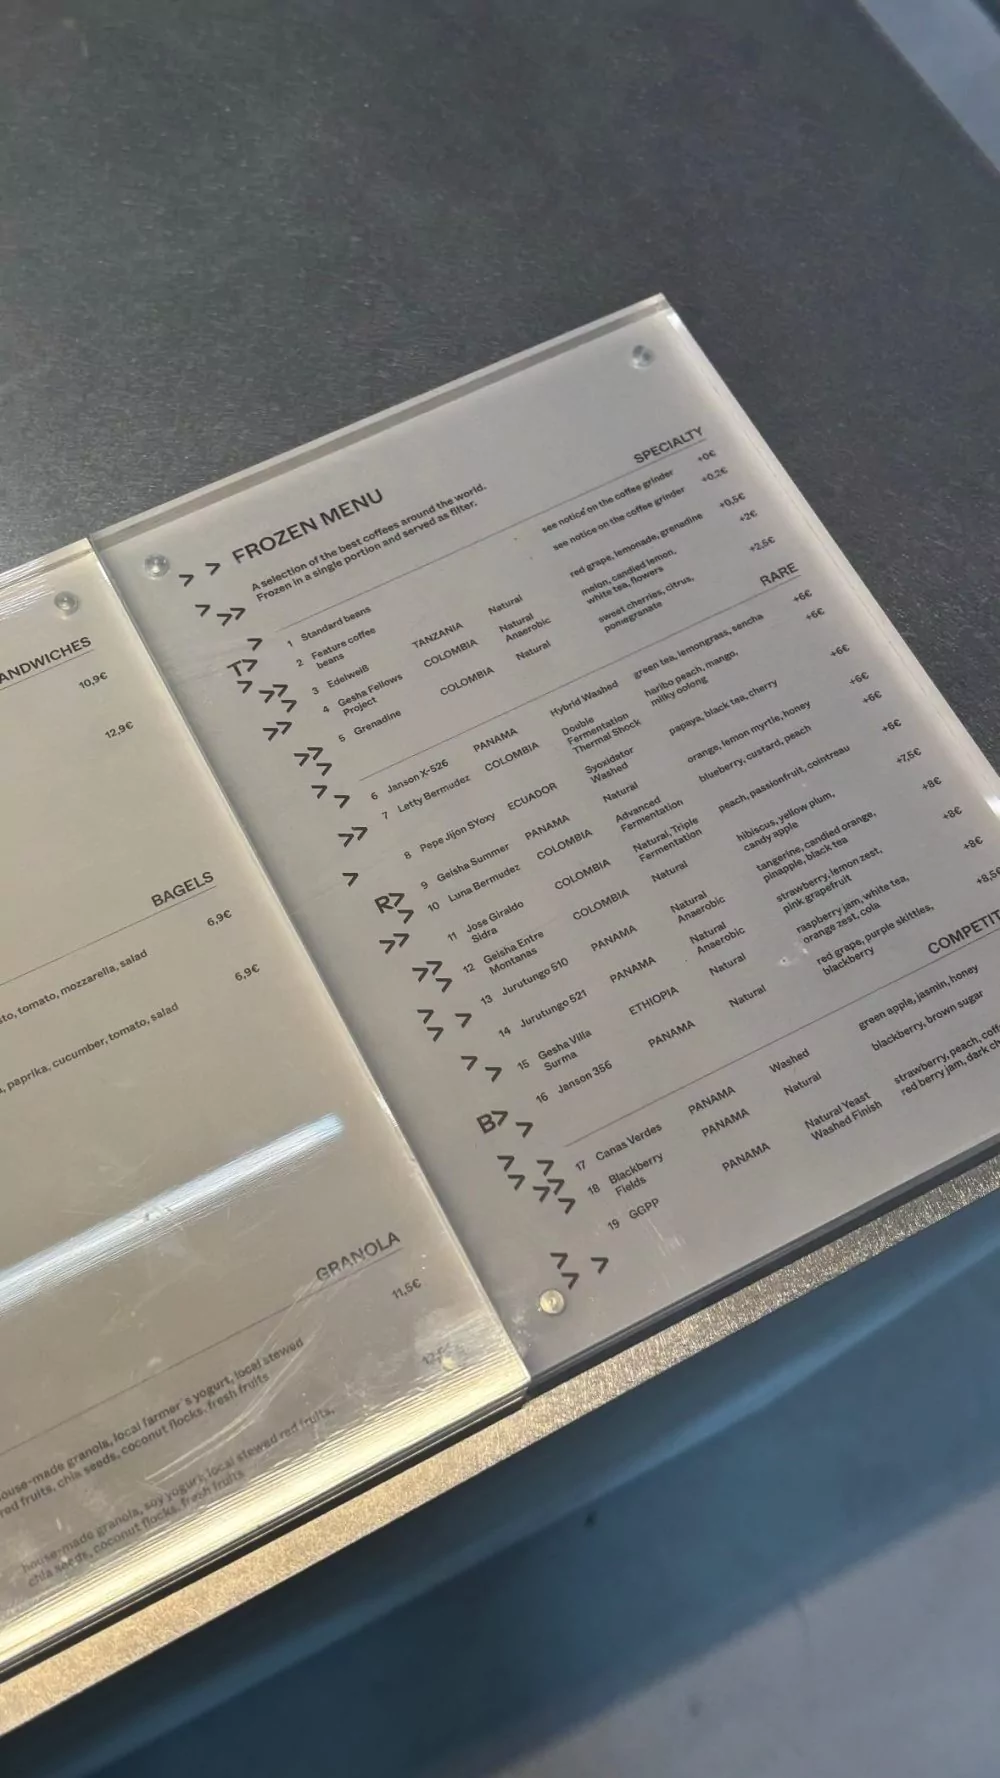 ANDWICHES
10,9€
12,9€
BAGELS
6,9€
sto, tomato, mozzarella, salad
6,9€
paprika, cucumber, tomato, salad
GRANOLA
11,5€
house-made granola, local farmer´s yogurt, local stewed
red fruits, chia seeds, coconut flocks, fresh fruits
house-made granola, soy yogurt, local stewed red fruits,
chia seeds, coconut flocks, fresh fruits
FROZEN MENU
A selection of the best coffees around the world.
Frozen in a single portion and served as filter.
SPECIALTY
1 Standard beans see notice on the coffee grinder +0€
2 Feature coffee see notice on the coffee grinder +0,2€
beans
3 Edelweiß TANZANIA Natural red grape, lemonade, grenadine +0,5€
4 Gesha Fellows COLOMBIA Natural melon, candied lemon, +2€
Project Anaerobic white tea, flowers
5 Grenadine COLOMBIA Natural sweet cherries, citrus, +2,5€
pomegranate
RARE
6 Janson X-526 PANAMA Hybrid Washed green tea, lemongrass, sencha +6€
7 Letty Bermudez COLOMBIA Double haribo peach, mango, +6€
Fermentation milky oolong
Thermal Shock
8 Pepe Jijon SYoxy ECUADOR Syoxidator papaya, black tea, cherry +6€
Washed
9 Geisha Summer PANAMA Natural orange, lemon myrtle, honey +6€
10 Luna Bermudez COLOMBIA Advanced blueberry, custard, peach +6€
Fermentation
11 Jose Giraldo COLOMBIA Natural, Triple peach, passionfruit, cointreau +6€
Sidra Fermentation
12 Geisha Entre COLOMBIA Natural hibiscus, yellow plum, +7,5€
Montanas candy apple
13 Jurutungo 510 PANAMA Natural tangerine, candied orange, +8€
Anaerobic pinapple, black tea
14 Jurutungo 521 PANAMA Natural strawberry, lemon zest, +8€
Anaerobic pink grapefruit
15 Gesha Villa ETHIOPIA Natural raspberry jam, white tea, +8€
Surma orange zest, cola
16 Janson 356 PANAMA Natural red grape, purple skittles, +8,5€
blackberry
COMPETIT
17 Canas Verdes PANAMA Washed green apple, jasmin, honey
18 Blackberry PANAMA Natural blackberry, brown sugar
Fields
19 GGPP PANAMA Natural Yeast strawberry, peach, coff
Washed Finish red berry jam, dark ch
T
R
B